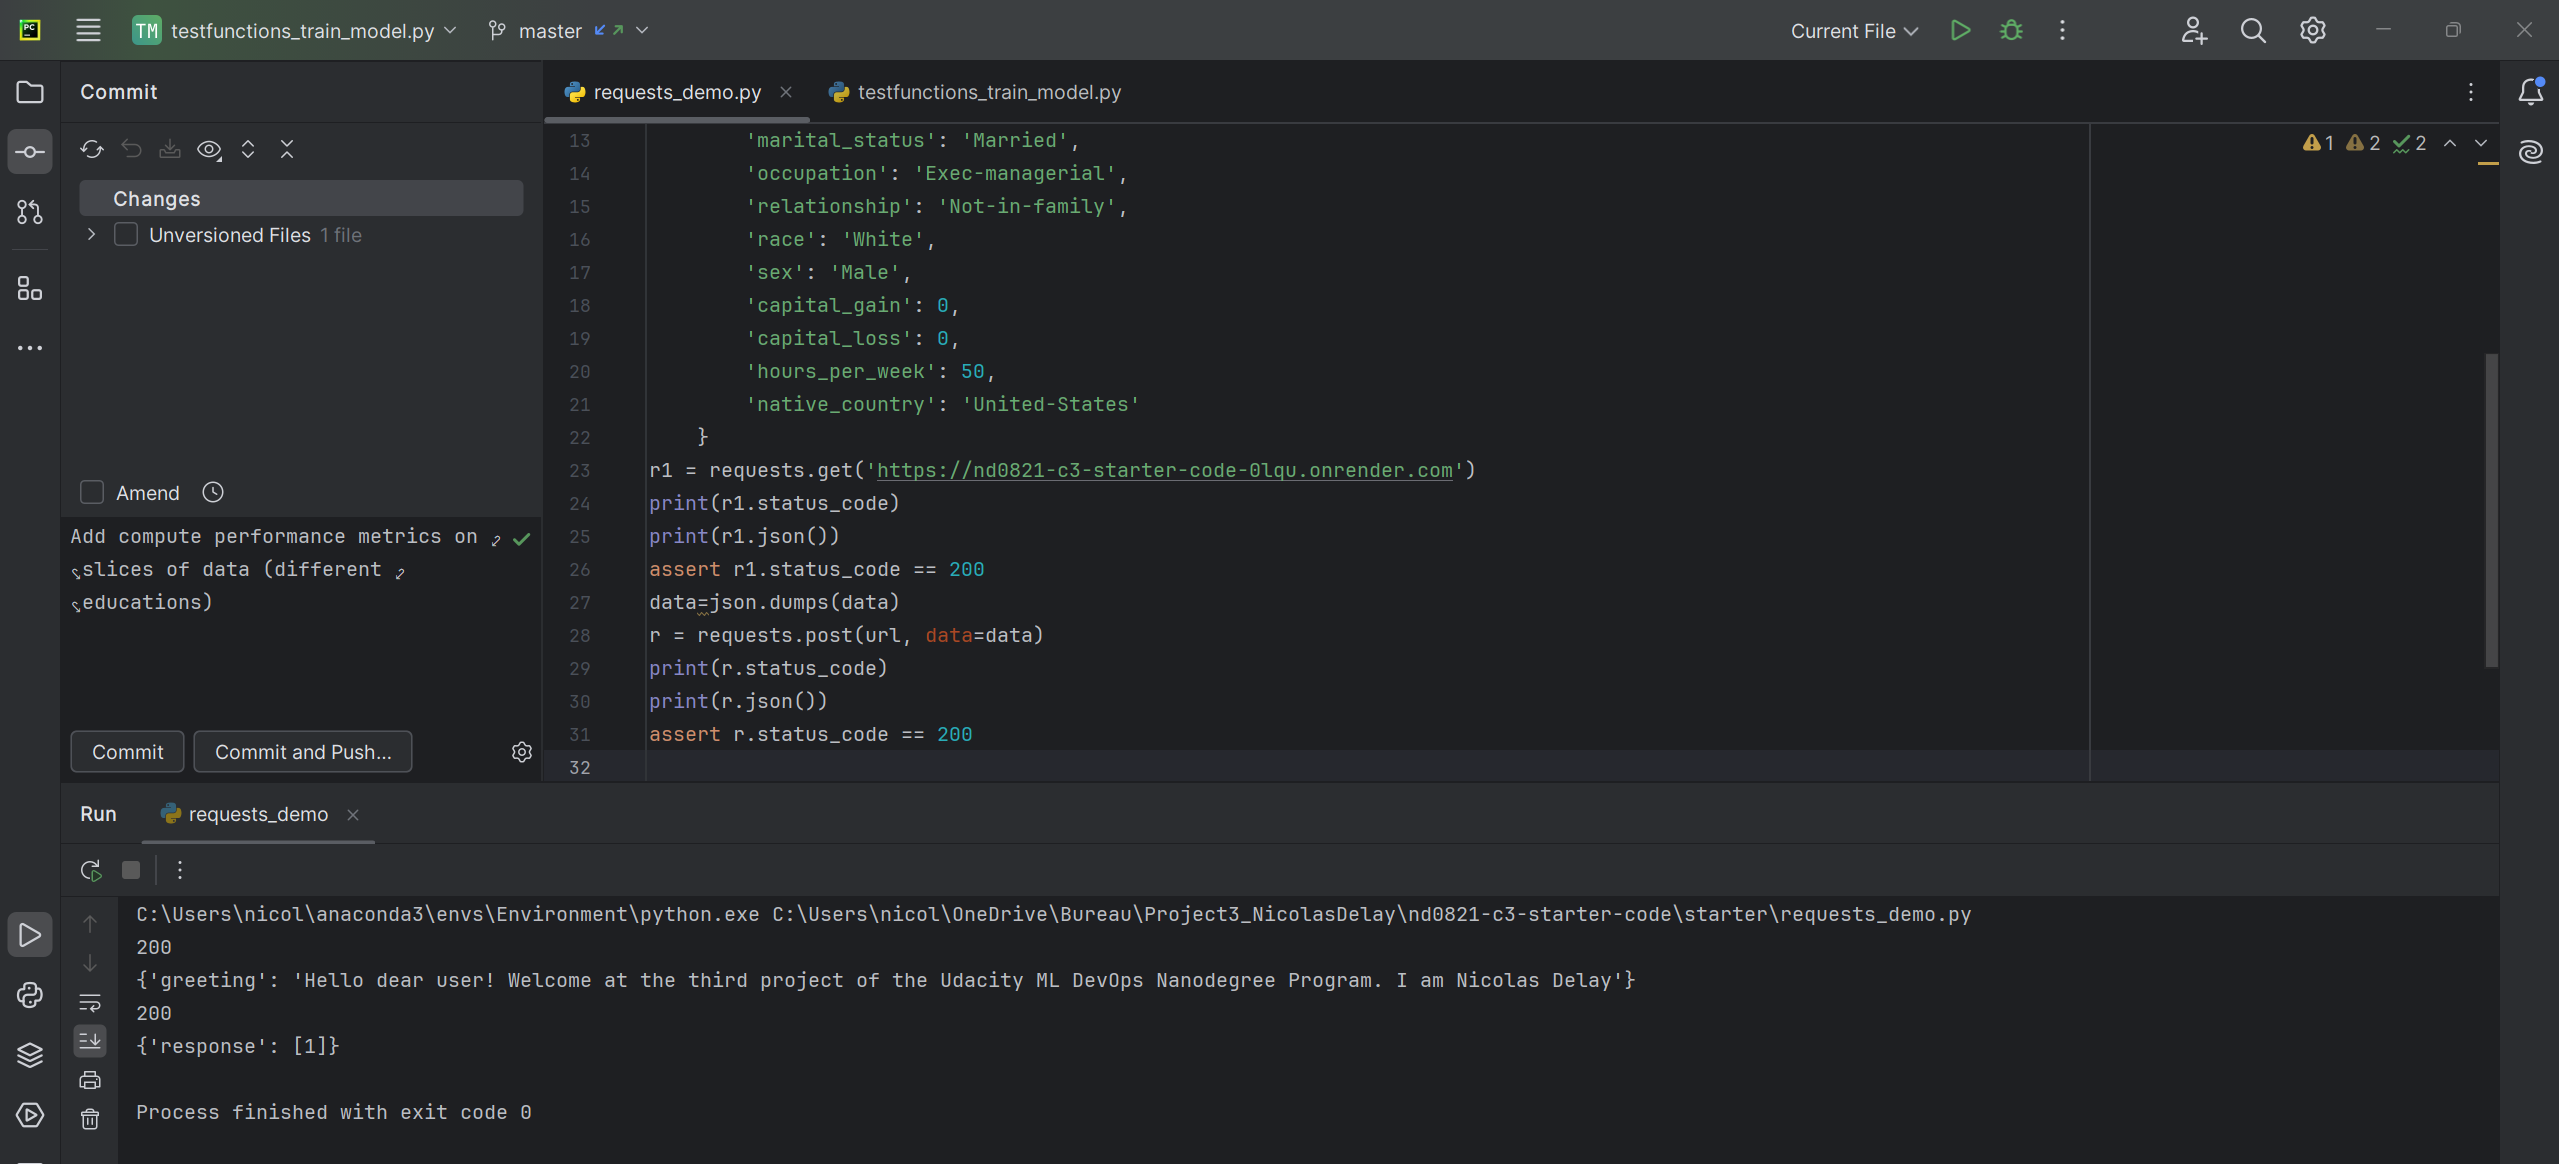 PC
TM testfunctions_train_model.py master Current File
Commit
requests_demo.py testfunctions_train_model.py
Changes
Unversioned Files 1 file
1 2 2
13 'marital_status': 'Married',
14 'occupation': 'Exec-managerial',
15 'relationship': 'Not-in-family',
16 'race': 'White',
17 'sex': 'Male',
18 'capital_gain': 0,
19 'capital_loss': 0,
20 'hours_per_week': 50,
21 'native_country': 'United-States'
22 }
23 r1 = requests.get('https://nd0821-c3-starter-code-0lqu.onrender.com')
24 print(r1.status_code)
25 print(r1.json())
26 assert r1.status_code == 200
27 data=json.dumps(data)
28 r = requests.post(url, data=data)
29 print(r.status_code)
30 print(r.json())
31 assert r.status_code == 200
32
Amend
Add compute performance metrics on
slices of data (different
educations)
Commit Commit and Push...
Run requests_demo
C:\Users\nicol\anaconda3\envs\Environment\python.exe C:\Users\nicol\OneDrive\Bureau\Project3_NicolasDelay\nd0821-c3-starter-code\starter\requests_demo.py
200
{'greeting': 'Hello dear user! Welcome at the third project of the Udacity ML DevOps Nanodegree Program. I am Nicolas Delay'}
200
{'response': [1]}
Process finished with exit code 0